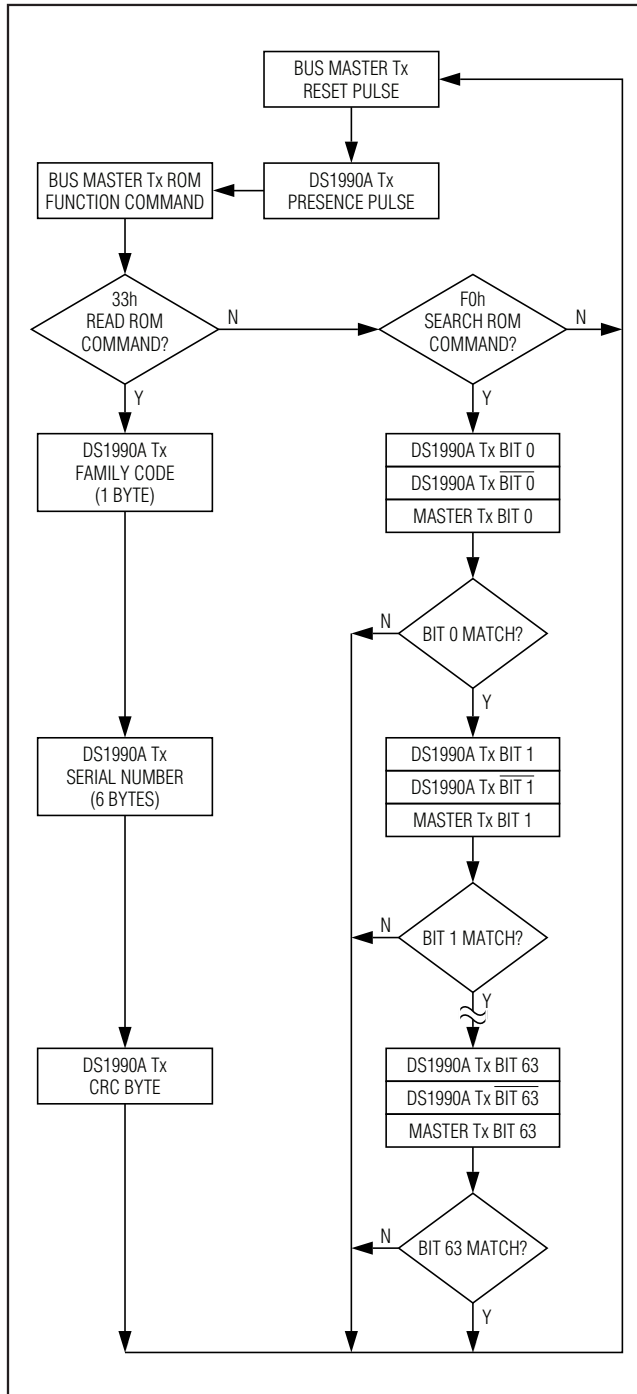 BUS MASTER Tx
RESET PULSE
BUS MASTER Tx ROM
FUNCTION COMMAND
DS1990A Tx
PRESENCE PULSE
33h
READ ROM
COMMAND?
N
Y
F0h
SEARCH ROM
COMMAND?
N
Y
DS1990A Tx
FAMILY CODE
(1 BYTE)
DS1990A Tx BIT 0
DS1990A Tx B̅I̅T̅ ̅0̅
MASTER Tx BIT 0
N
BIT 0 MATCH?
Y
DS1990A Tx
SERIAL NUMBER
(6 BYTES)
DS1990A Tx BIT 1
DS1990A Tx B̅I̅T̅ ̅1̅
MASTER Tx BIT 1
N
BIT 1 MATCH?
Y
DS1990A Tx
CRC BYTE
DS1990A Tx BIT 63
DS1990A Tx B̅I̅T̅ ̅6̅3̅
MASTER Tx BIT 63
N
BIT 63 MATCH?
Y